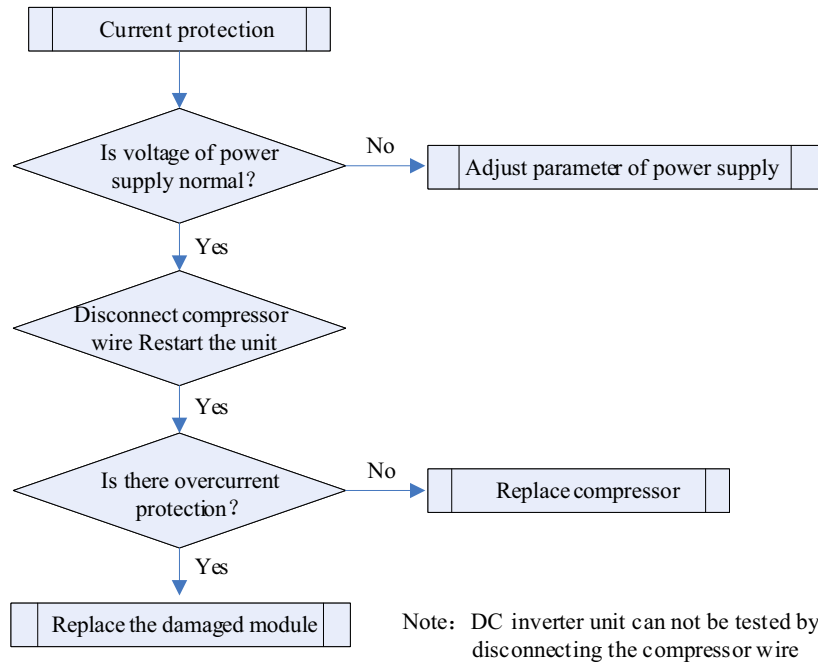 Current protection
Is voltage of power
supply normal?
No
Adjust parameter of power supply
Yes
Disconnect compressor
wire Restart the unit
Yes
Is there overcurrent
protection?
No
Replace compressor
Yes
Replace the damaged module
Note: DC inverter unit can not be tested by
disconnecting the compressor wire